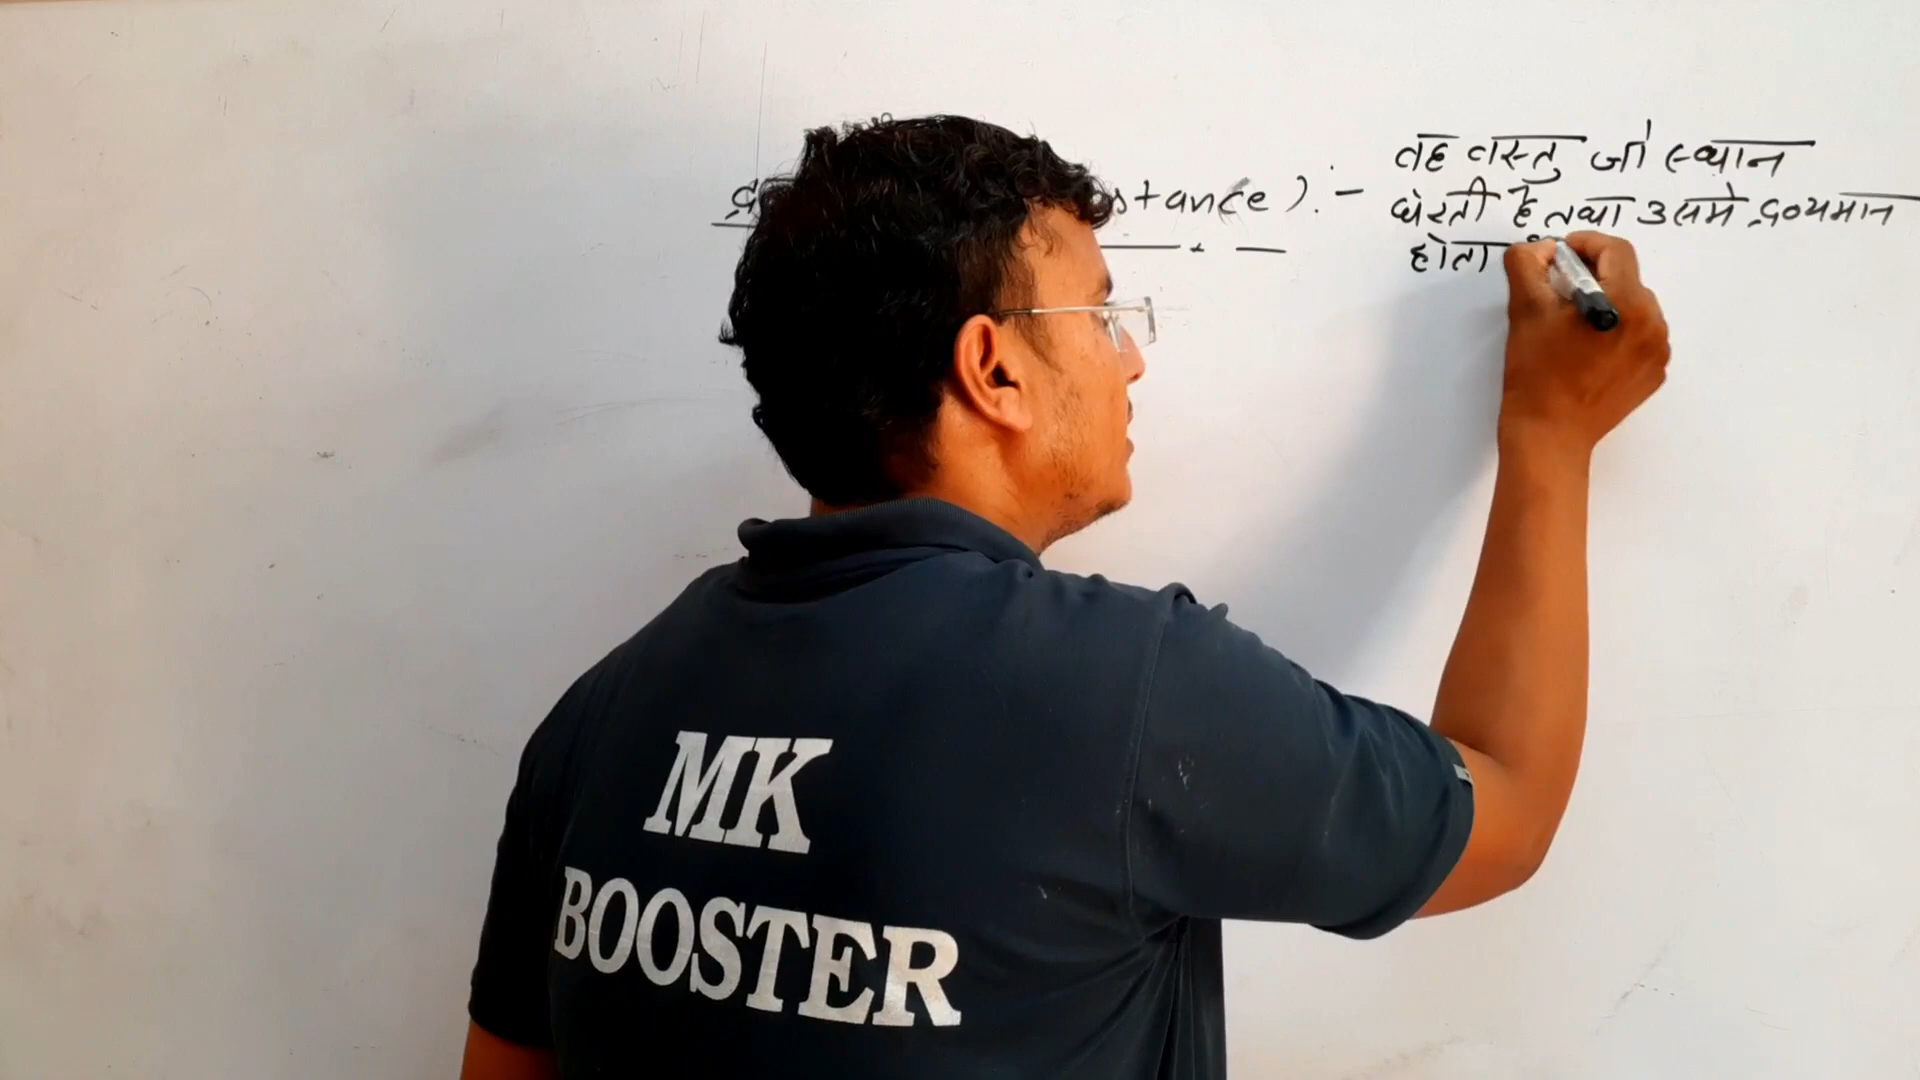 stance ) :-
वह वस्तु जो स्थान
घेरती है तथा उसमे द्रव्यमान
होता
MK
BOOSTER